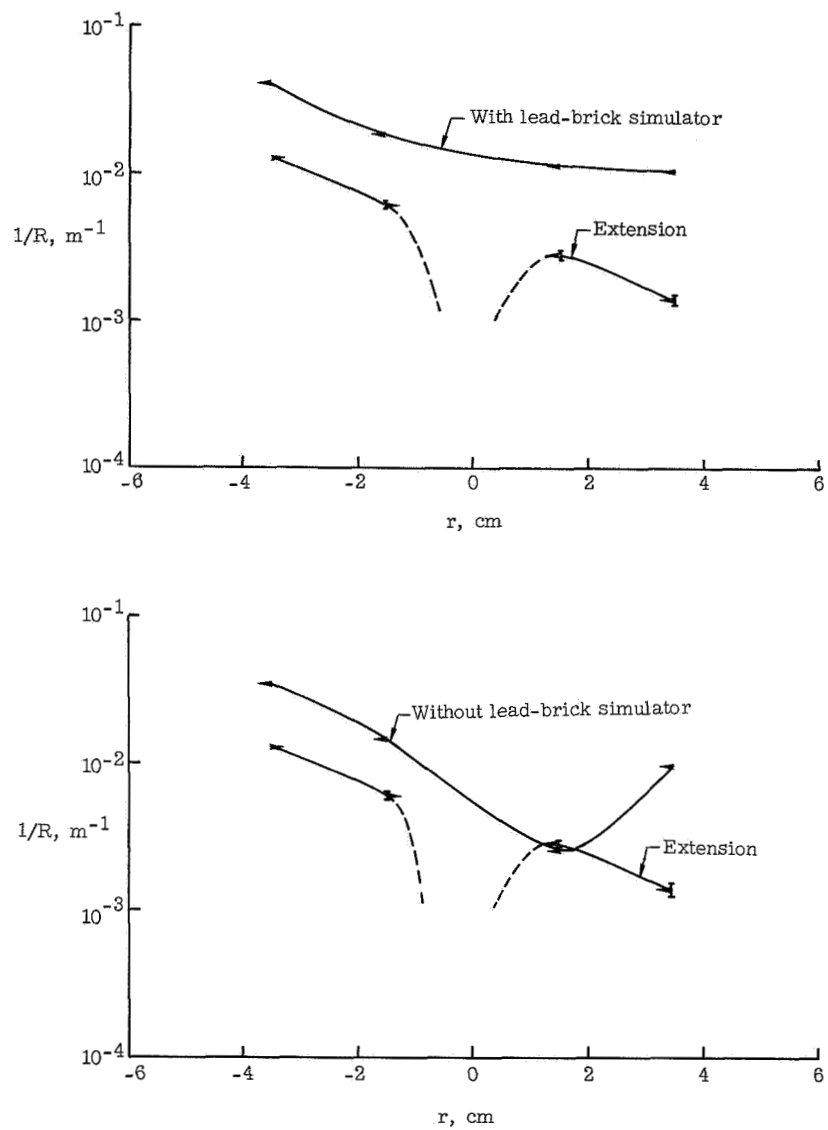 10⁻¹
With lead-brick simulator
10⁻²
1/R, m⁻¹
Extension
10⁻³
10⁻⁴
-6 -4 -2 0 2 4 6
r, cm
10⁻¹
Without lead-brick simulator
10⁻²
1/R, m⁻¹
Extension
10⁻³
10⁻⁴
-6 -4 -2 0 2 4 6
r, cm